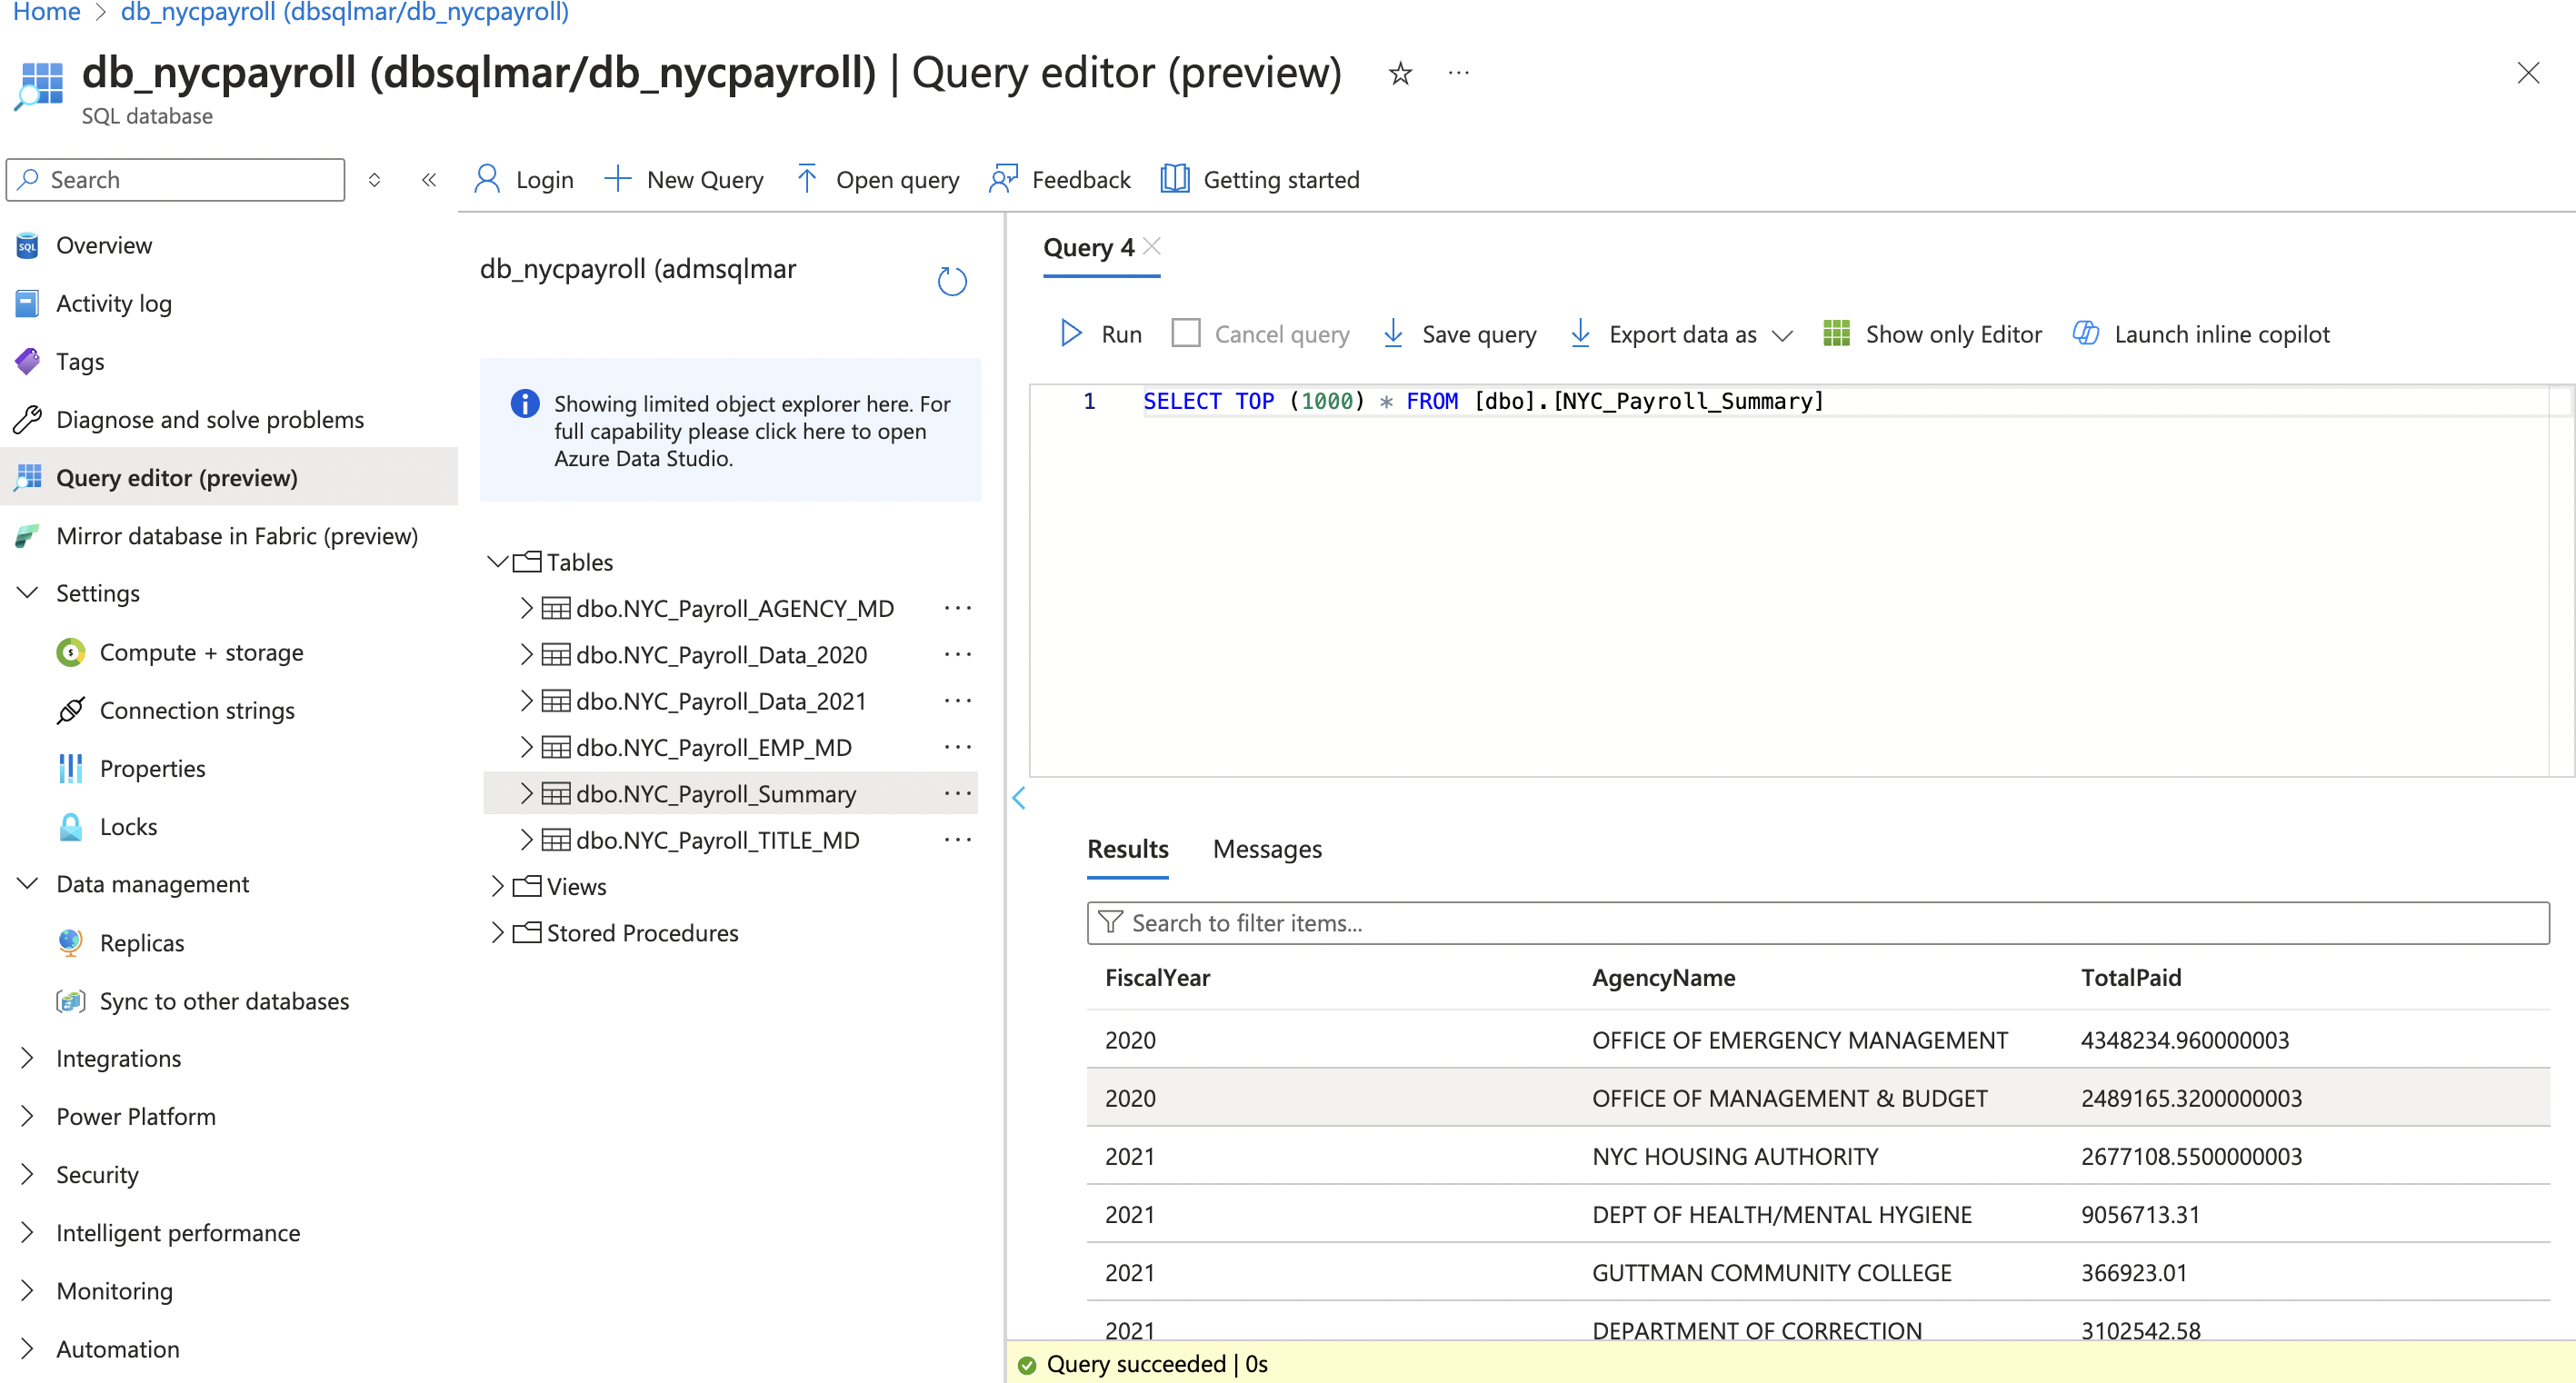 Home > db_nycpayroll (dbsqlmar/db_nycpayroll)
db_nycpayroll (dbsqlmar/db_nycpayroll) | Query editor (preview)
SQL database
Search
Login
New Query
Open query
Feedback
Getting started
Overview
Activity log
Tags
Diagnose and solve problems
Query editor (preview)
Mirror database in Fabric (preview)
Settings
Compute + storage
Connection strings
Properties
Locks
Data management
Replicas
Sync to other databases
Integrations
Power Platform
Security
Intelligent performance
Monitoring
Automation
db_nycpayroll (admsqlmar
Showing limited object explorer here. For
full capability please click here to open
Azure Data Studio.
Tables
dbo.NYC_Payroll_AGENCY_MD
dbo.NYC_Payroll_Data_2020
dbo.NYC_Payroll_Data_2021
dbo.NYC_Payroll_EMP_MD
dbo.NYC_Payroll_Summary
dbo.NYC_Payroll_TITLE_MD
Views
Stored Procedures
Query 4
Run
Cancel query
Save query
Export data as
Show only Editor
Launch inline copilot
1 SELECT TOP (1000) * FROM [dbo].[NYC_Payroll_Summary]
Results Messages
Search to filter items...
FiscalYear AgencyName TotalPaid
2020 OFFICE OF EMERGENCY MANAGEMENT 4348234.960000003
2020 OFFICE OF MANAGEMENT & BUDGET 2489165.3200000003
2021 NYC HOUSING AUTHORITY 2677108.5500000003
2021 DEPT OF HEALTH/MENTAL HYGIENE 9056713.31
2021 GUTTMAN COMMUNITY COLLEGE 366923.01
2021 DEPARTMENT OF CORRECTION 3102542.58
Query succeeded | 0s